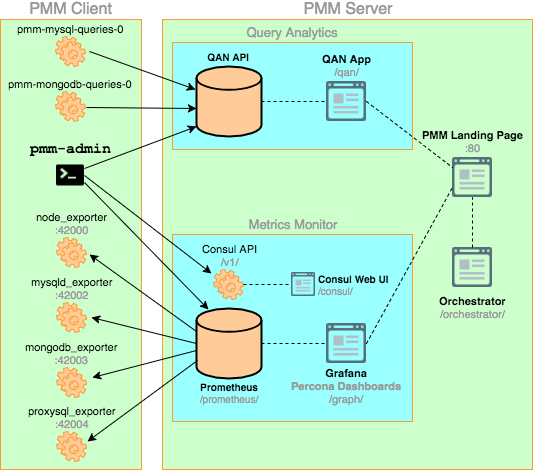 PMM Client
PMM Server
pmm-mysql-queries-0
pmm-mongodb-queries-0
pmm-admin
node_exporter
:42000
mysqld_exporter
:42002
mongodb_exporter
:42003
proxysql_exporter
:42004
Query Analytics
QAN API
QAN App
/qan/
PMM Landing Page
:80
Metrics Monitor
Consul API
/v1/
Consul Web UI
/consul/
Prometheus
/prometheus/
Grafana
Percona Dashboards
/graph/
Orchestrator
/orchestrator/